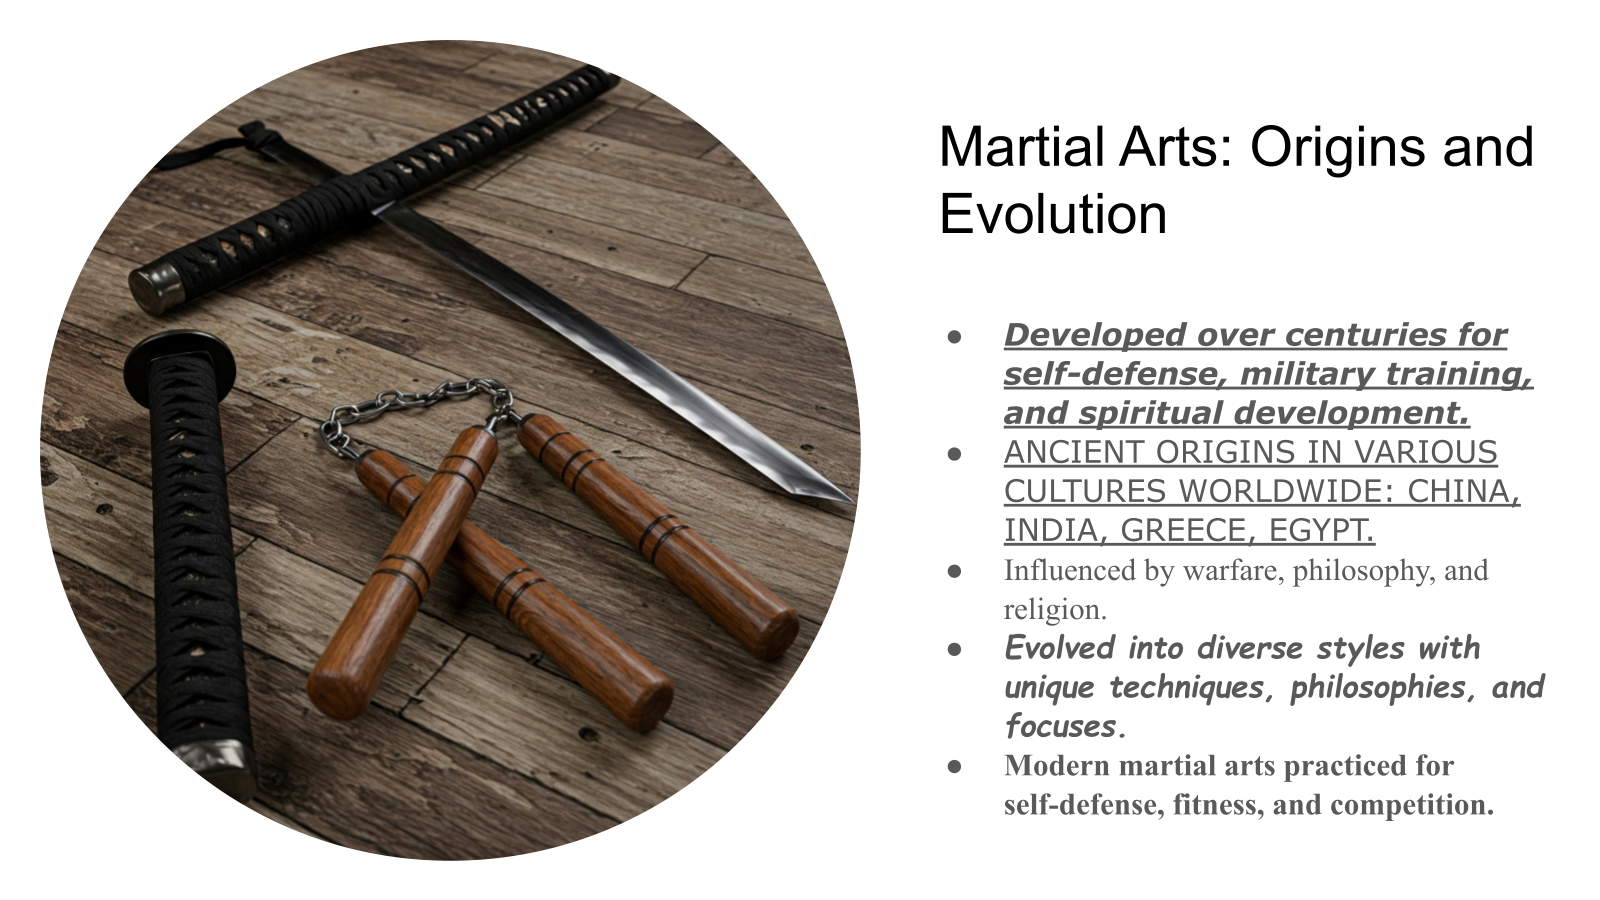 Martial Arts: Origins and
Evolution
● Developed over centuries for
self-defense, military training,
and spiritual development.
● ANCIENT ORIGINS IN VARIOUS
CULTURES WORLDWIDE: CHINA,
INDIA, GREECE, EGYPT.
● Influenced by warfare, philosophy, and
religion.
● Evolved into diverse styles with
unique techniques, philosophies, and
focuses.
● Modern martial arts practiced for
self-defense, fitness, and competition.